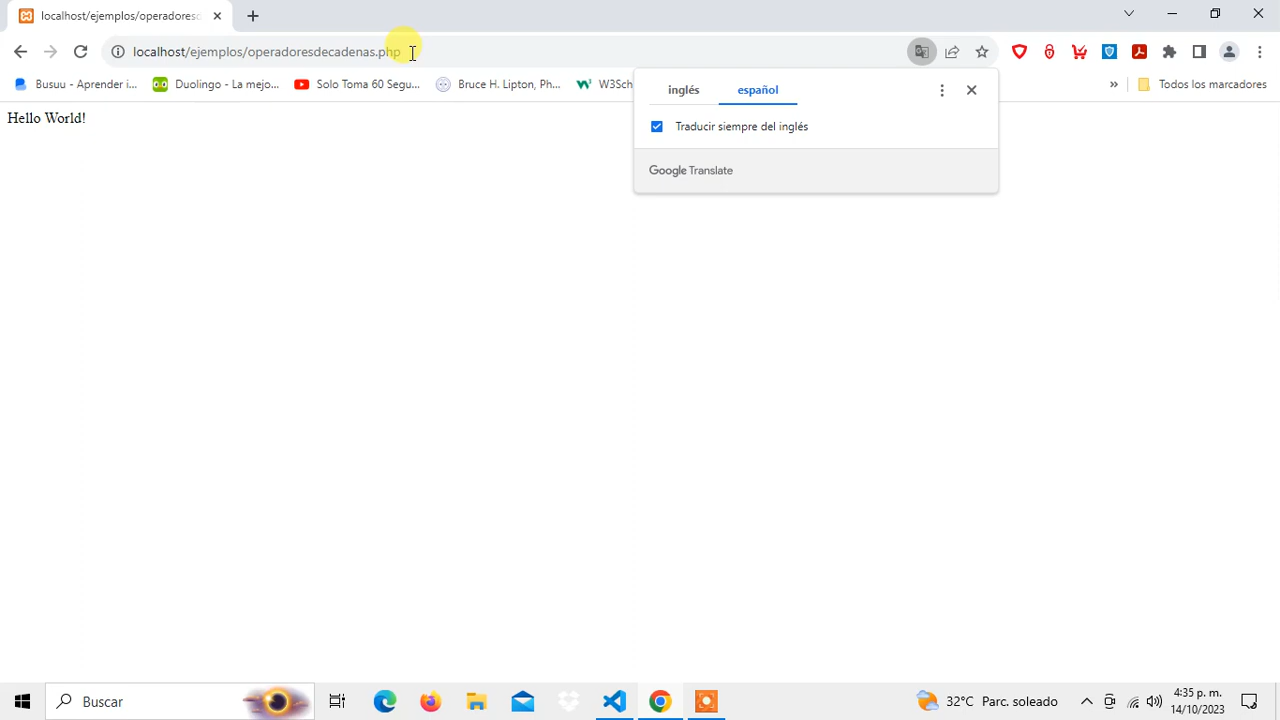 localhost/ejemplos/operadoresd
localhost/ejemplos/operadoresdecadenas.php
Busuu - Aprender i... Duolingo - La mejo... Solo Toma 60 Segu... Bruce H. Lipton, Ph... W3Sch » Todos los marcadores
inglés español
Hello World!
Traducir siempre del inglés
Google Translate
Buscar
32°C Parc. soleado
4:35 p. m.
14/10/2023